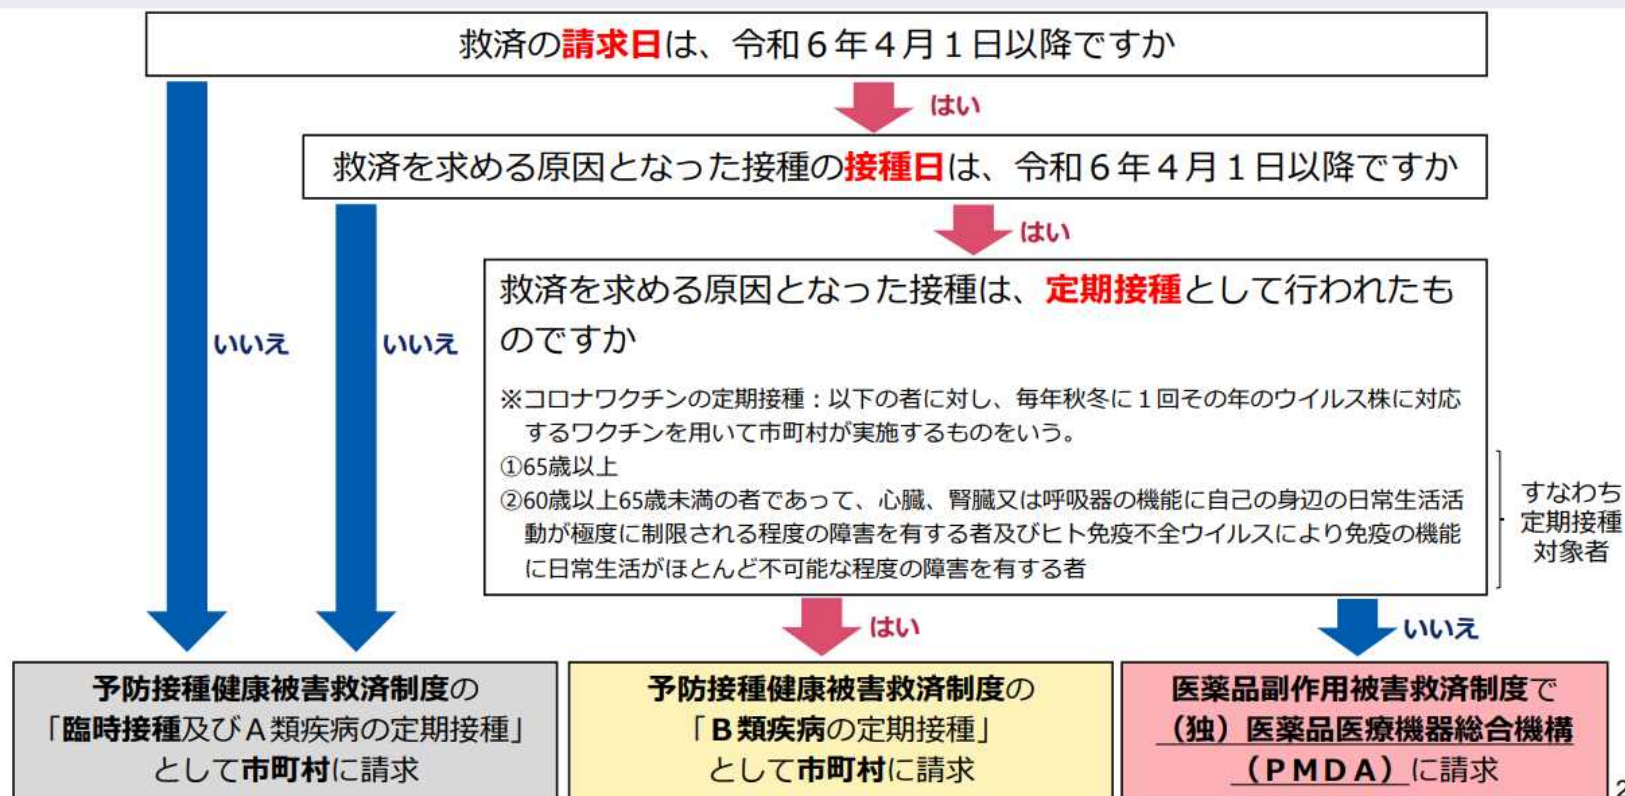 救済の請求日は、令和６年４月１日以降ですか
はい
救済を求める原因となった接種の接種日は、令和６年４月１日以降ですか
はい
救済を求める原因となった接種は、定期接種として行われたも
のですか
いいえ
いいえ
※コロナワクチンの定期接種：以下の者に対し、毎年秋冬に１回その年のウイルス株に対応
するワクチンを用いて市町村が実施するものをいう。
①65歳以上
②60歳以上65歳未満の者であって、心臓、腎臓又は呼吸器の機能に自己の身辺の日常生活活
動が極度に制限される程度の障害を有する者及びヒト免疫不全ウイルスにより免疫の機能
に日常生活がほとんど不可能な程度の障害を有する者
すなわち
定期接種
対象者
はい
いいえ
予防接種健康被害救済制度の
「臨時接種及びＡ類疾病の定期接種」
として市町村に請求
予防接種健康被害救済制度の
「Ｂ類疾病の定期接種」
として市町村に請求
医薬品副作用被害救済制度で
（独）医薬品医療機器総合機構
（ＰＭＤＡ）に請求
2